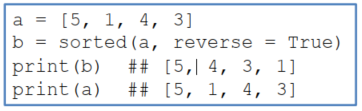 a = [5, 1, 4, 3]
b = sorted(a, reverse = True)
print(b)  ## [5, 4, 3, 1]
print(a)  ## [5, 1, 4, 3]